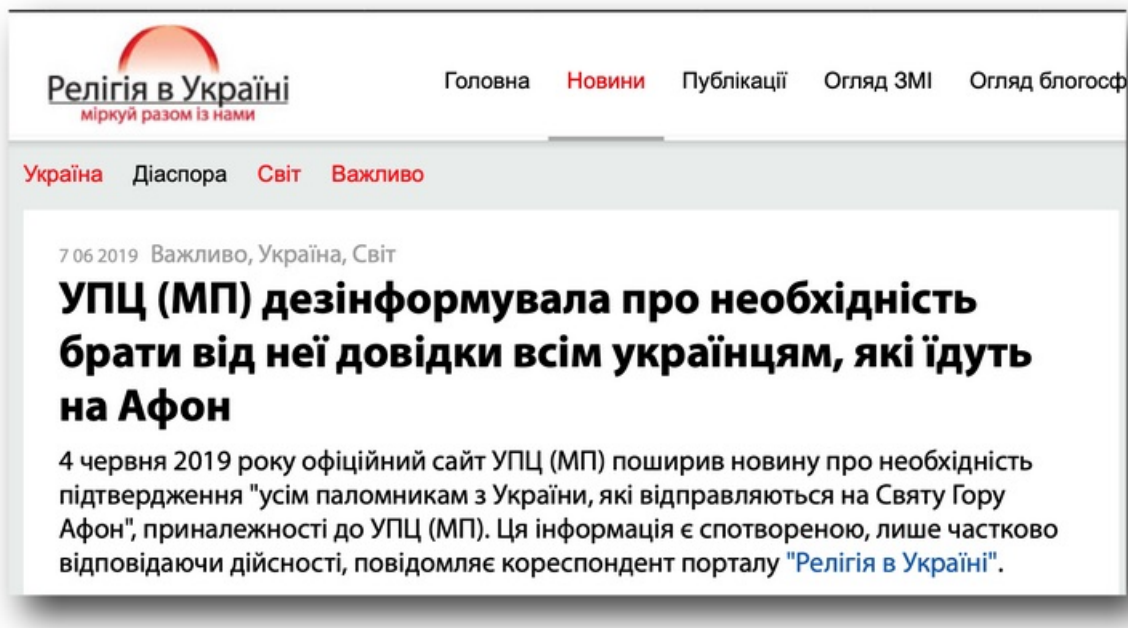 Релігія в Україні
міркуй разом із нами
Головна Новини Публікації Огляд ЗМІ Огляд блогосф
Україна Діаспора Світ Важливо
7 06 2019 Важливо, Україна, Світ
УПЦ (МП) дезінформувала про необхідність
брати від неї довідки всім українцям, які їдуть
на Афон
4 червня 2019 року офіційний сайт УПЦ (МП) поширив новину про необхідність
підтвердження "усім паломникам з України, які відправляються на Святу Гору
Афон", приналежності до УПЦ (МП). Ця інформація є спотвореною, лише частково
відповідаючи дійсності, повідомляє кореспондент порталу "Релігія в Україні".